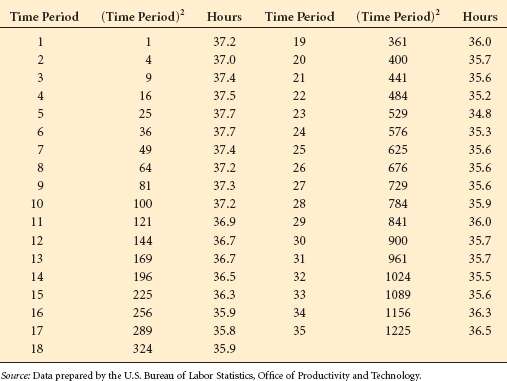 Time Period (Time Period)² Hours Time Period (Time Period)² Hours
1 1 37.2 19 361 36.0
2 4 37.0 20 400 35.7
3 9 37.4 21 441 35.6
4 16 37.5 22 484 35.2
5 25 37.7 23 529 34.8
6 36 37.7 24 576 35.3
7 49 37.4 25 625 35.6
8 64 37.2 26 676 35.6
9 81 37.3 27 729 35.6
10 100 37.2 28 784 35.9
11 121 36.9 29 841 36.0
12 144 36.7 30 900 35.7
13 169 36.7 31 961 35.7
14 196 36.5 32 1024 35.5
15 225 36.3 33 1089 35.6
16 256 35.9 34 1156 36.3
17 289 35.8 35 1225 36.5
18 324 35.9
Source: Data prepared by the U.S. Bureau of Labor Statistics, Office of Productivity and Technology.